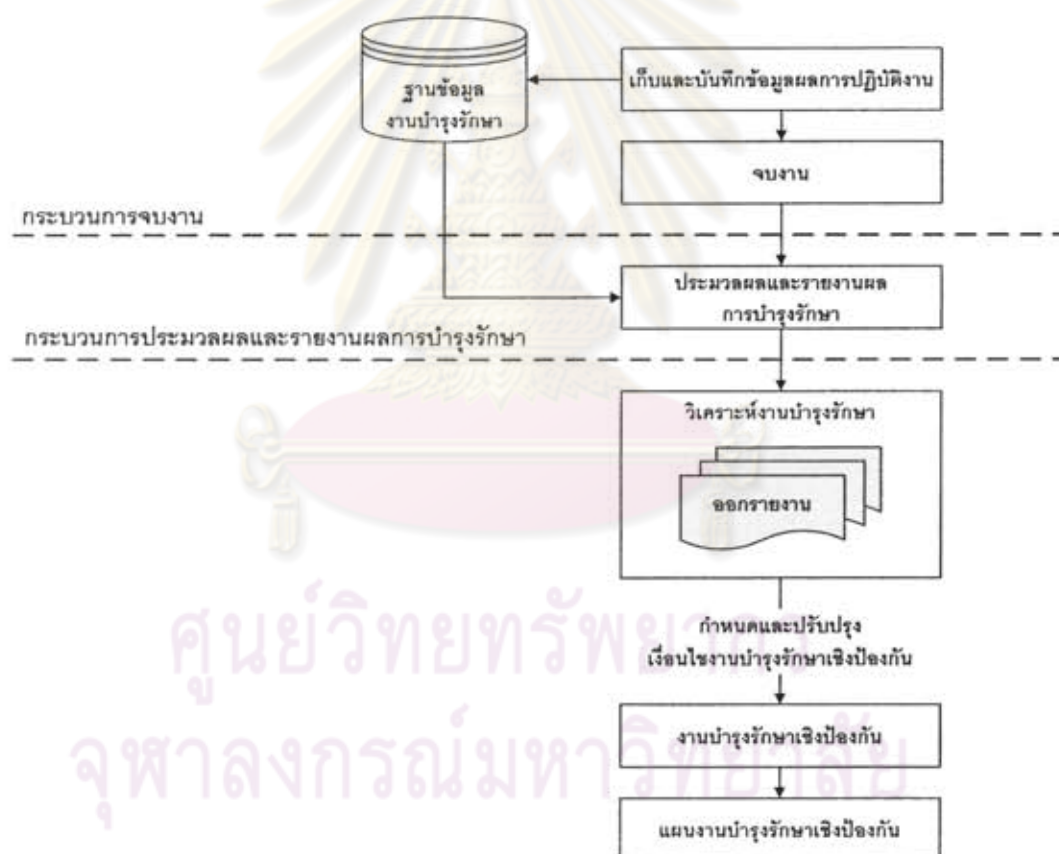 ฐานข้อมูล
งานบำรุงรักษา
เก็บและบันทึกข้อมูลผลการปฏิบัติงาน
จบงาน
กระบวนการจบงาน
ประมวลผลและรายงานผล
การบำรุงรักษา
กระบวนการประมวลผลและรายงานผลการบำรุงรักษา
วิเคราะห์งานบำรุงรักษา
ออกรายงาน
กำหนดและปรับปรุง
เงื่อนไขงานบำรุงรักษาเชิงป้องกัน
งานบำรุงรักษาเชิงป้องกัน
แผนงานบำรุงรักษาเชิงป้องกัน
ศูนย์วิทยทรัพยากร
จุฬาลงกรณ์มหาวิทยาลัย